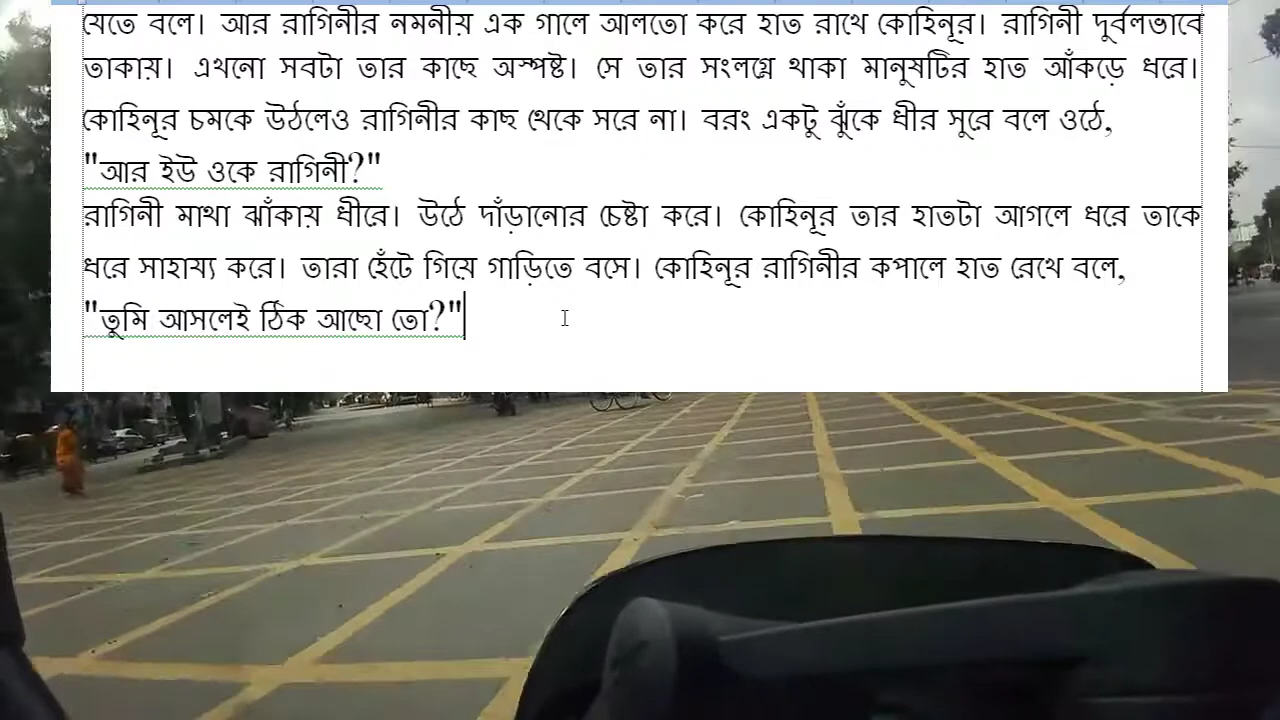 যেতে বলে। আর রাগিনীর নমনীয় এক গালে আলতো করে হাত রাখে কোহিনূর। রাগিনী দুর্বলভাবে
তাকায়। এখনো সবটা তার কাছে অস্পষ্ট। সে তার সংলগ্নে থাকা মানুষটির হাত আঁকড়ে ধরে।
কোহিনূর চমকে উঠলেও রাগিনীর কাছ থেকে সরে না। বরং একটু ঝুঁকে ধীর সুরে বলে ওঠে,
"আর ইউ ওকে রাগিনী?"
রাগিনী মাথা ঝাঁকায় ধীরে। উঠে দাঁড়ানোর চেষ্টা করে। কোহিনূর তার হাতটা আগলে ধরে তাকে
ধরে সাহায্য করে। তারা হেঁটে গিয়ে গাড়িতে বসে। কোহিনূর রাগিনীর কপালে হাত রেখে বলে,
"তুমি আসলেই ঠিক আছো তো?"